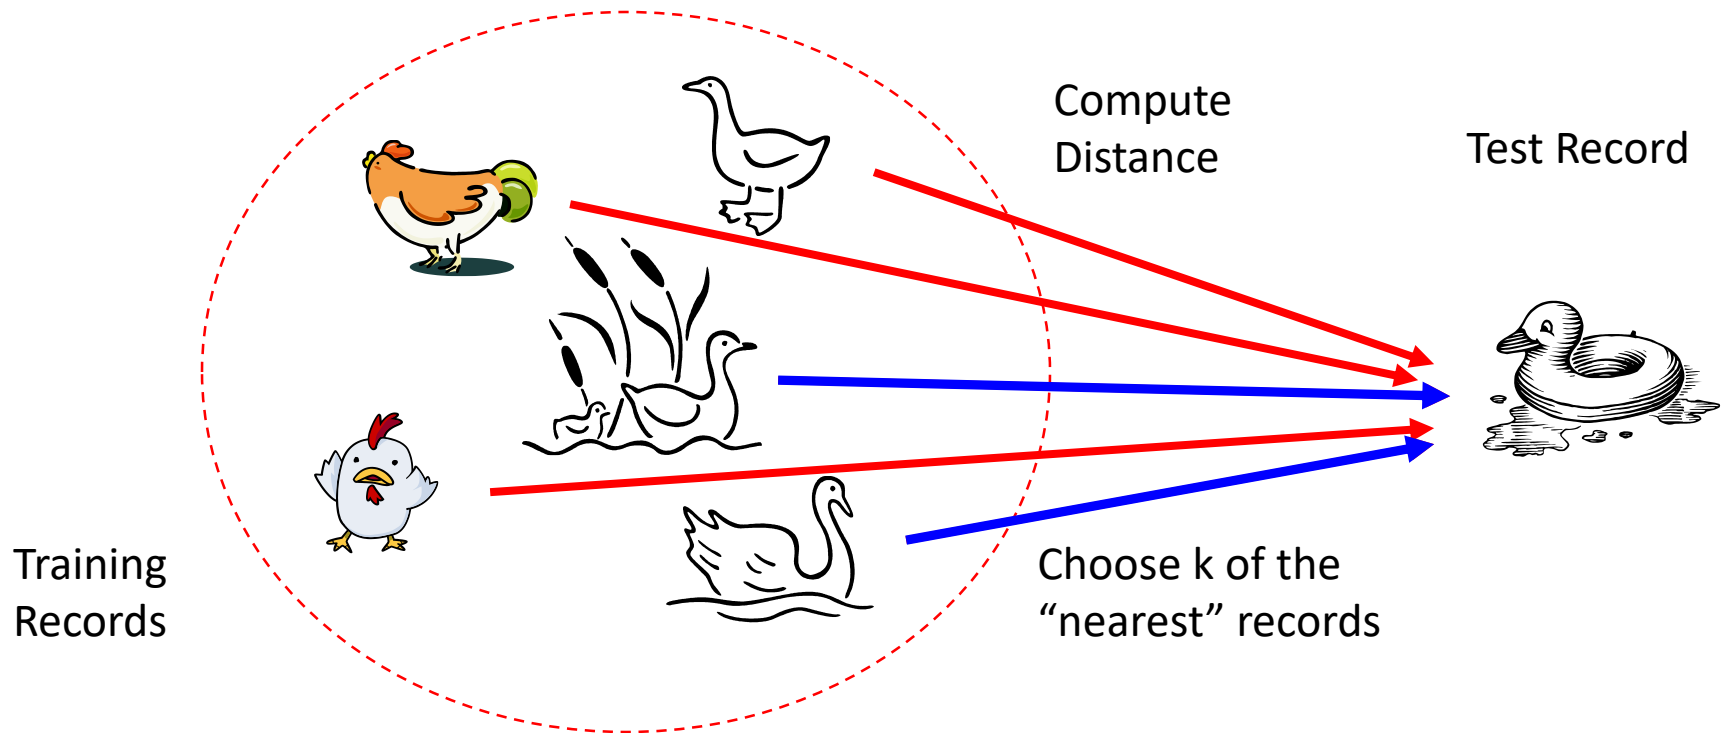 Compute
Distance
Test Record
Training
Records
Choose k of the
“nearest” records